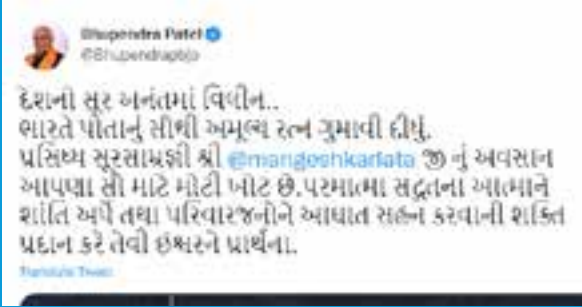 Bhupendra Patel
@Bhupendrapbjp
દેશનો સૂર અનંતમાં વિલીન..
ભારતે પોતાનું સૌથી અમૂલ્ય રત્ન ગુમાવી દીધું.
પ્રસિધ્ધ સૂરસામ્રાજ્ઞી શ્રી @mangeshkarlata જી નું અવસાન
આપણા સૌ માટે મોટી ખોટ છે.પરમાત્મા સદ્દગતના આત્માને
શાંતિ અર્પે તથા પરિવારજનોને આઘાત સહન કરવાની શક્તિ
પ્રદાન કરે તેવી ઈશ્વરને પ્રાર્થના.
Translate Tweet